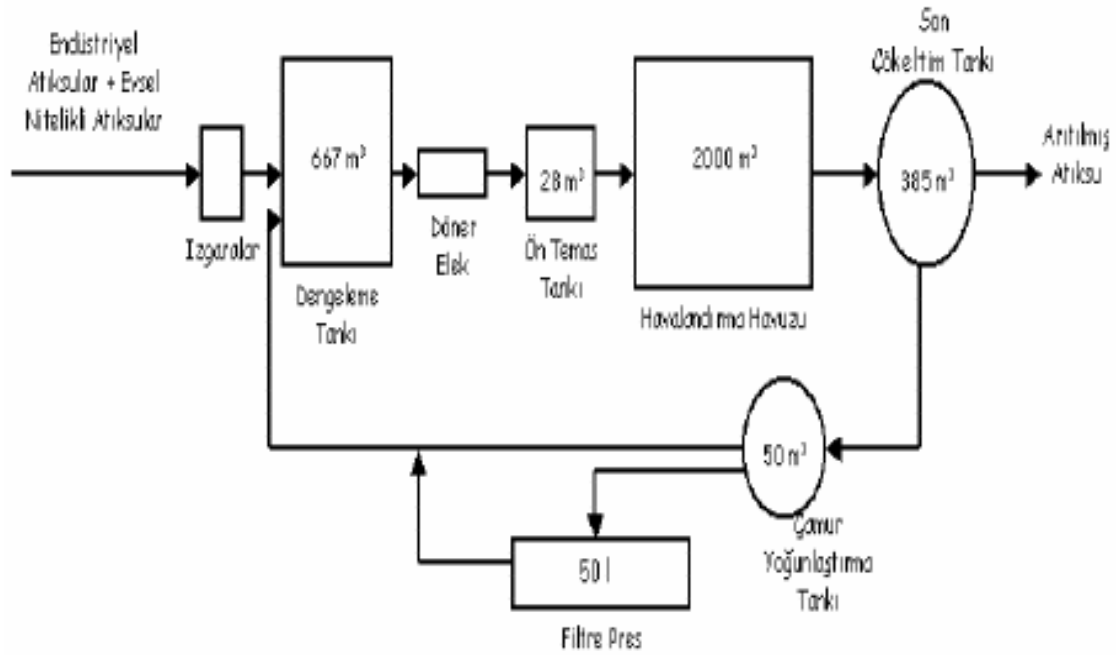 Endüstriyel
Atıksular + Evsel
Nitelikli Atıksular
Izgaralar
667 m³
Dengeleme
Tankı
Döner
Elek
28 m³
Ön Temas
Tankı
2000 m³
Havalandırma Havuzu
Son
Çökeltim Tankı
385 m³
Arıtılmış
Atıksu
50 m³
Çamur
Yoğunlaştırma
Tankı
50 l
Filtre Pres